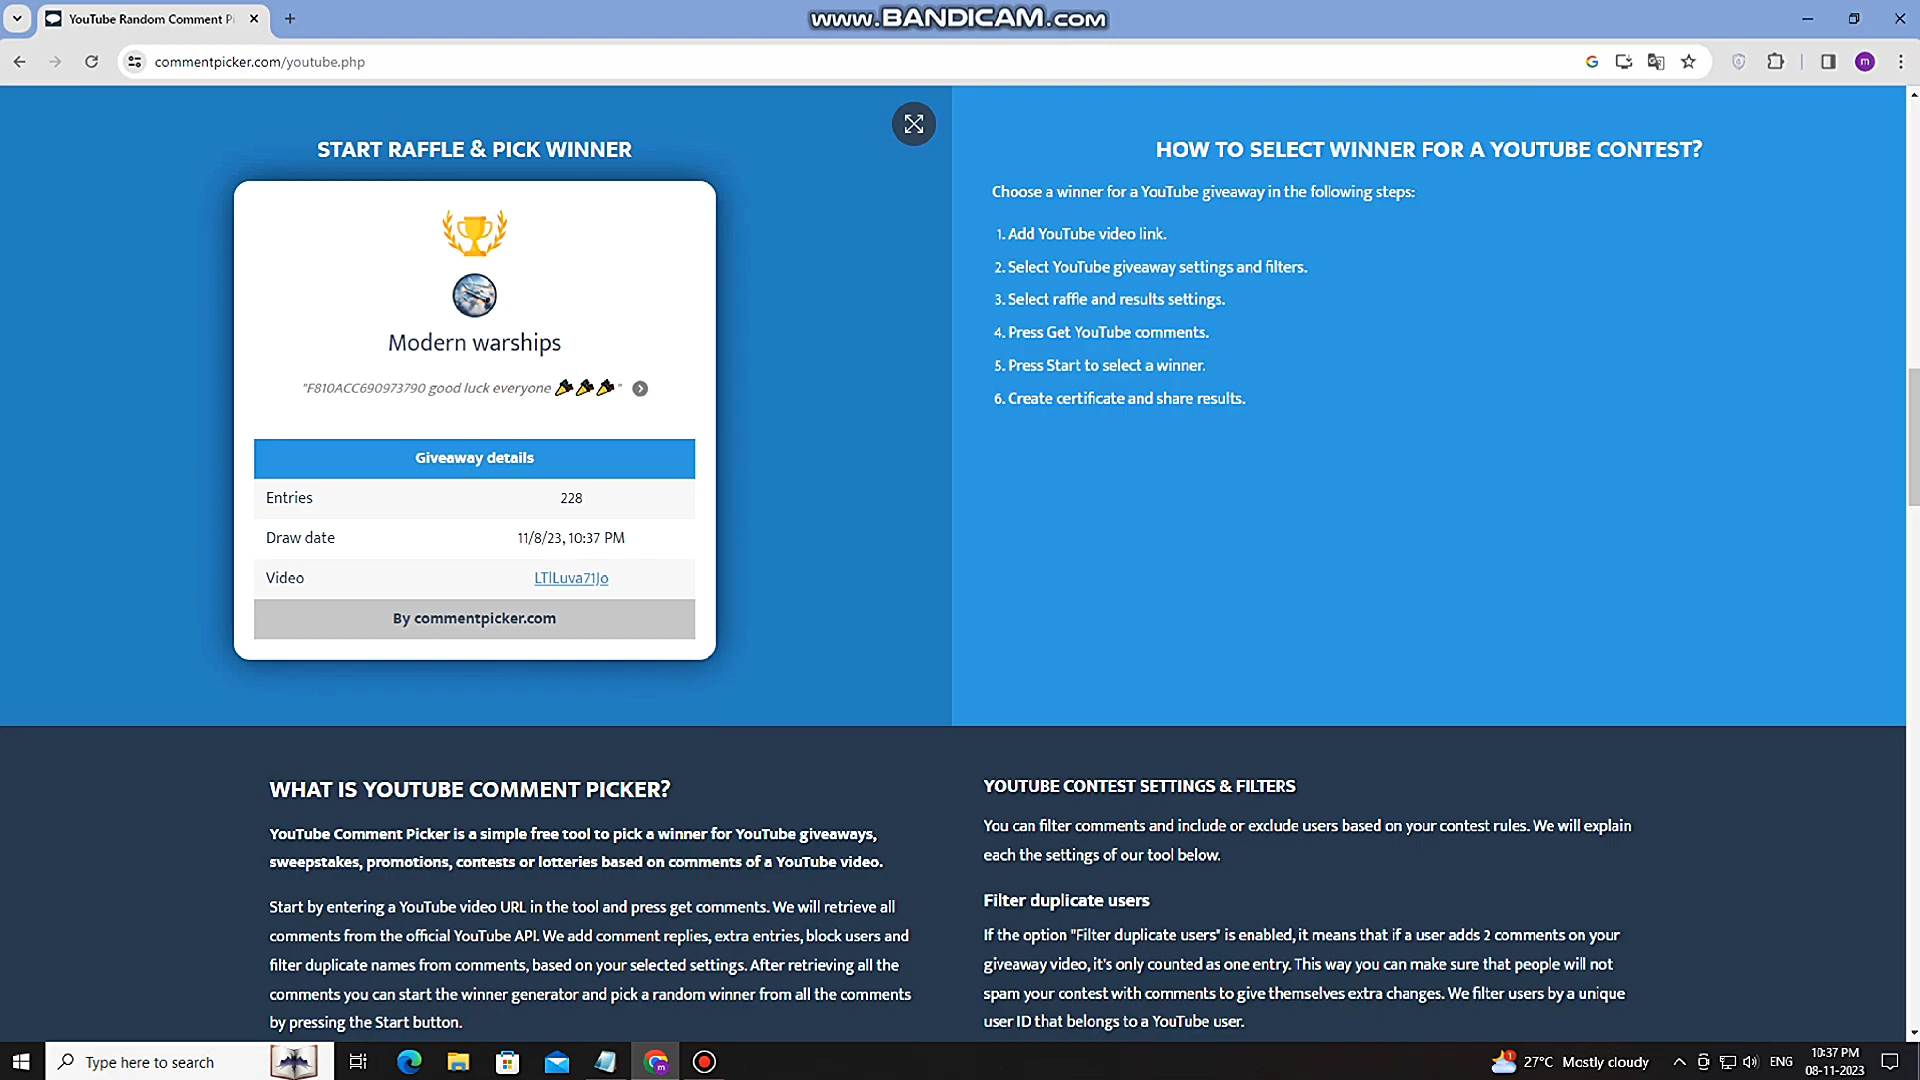 YouTube Random Comment P
www.BANDICAM.com
commentpicker.com/youtube.php
m
START RAFFLE & PICK WINNER
Modern warships
"F810ACC690973790 good luck everyone 🎉🎉🎉"
Giveaway details
Entries 228
Draw date 11/8/23, 10:37 PM
Video LTlLuva71Jo
By commentpicker.com
HOW TO SELECT WINNER FOR A YOUTUBE CONTEST?
Choose a winner for a YouTube giveaway in the following steps:
1. Add YouTube video link.
2. Select YouTube giveaway settings and filters.
3. Select raffle and results settings.
4. Press Get YouTube comments.
5. Press Start to select a winner.
6. Create certificate and share results.
WHAT IS YOUTUBE COMMENT PICKER?
YouTube Comment Picker is a simple free tool to pick a winner for YouTube giveaways,
sweepstakes, promotions, contests or lotteries based on comments of a YouTube video.
Start by entering a YouTube video URL in the tool and press get comments. We will retrieve all
comments from the official YouTube API. We add comment replies, extra entries, block users and
filter duplicate names from comments, based on your selected settings. After retrieving all the
comments you can start the winner generator and pick a random winner from all the comments
by pressing the Start button.
YOUTUBE CONTEST SETTINGS & FILTERS
You can filter comments and include or exclude users based on your contest rules. We will explain
each the settings of our tool below.
Filter duplicate users
If the option "Filter duplicate users" is enabled, it means that if a user adds 2 comments on your
giveaway video, it's only counted as one entry. This way you can make sure that people will not
spam your contest with comments to give themselves extra changes. We filter users by a unique
user ID that belongs to a YouTube user.
Type here to search
27°C Mostly cloudy
ENG
10:37 PM
08-11-2023